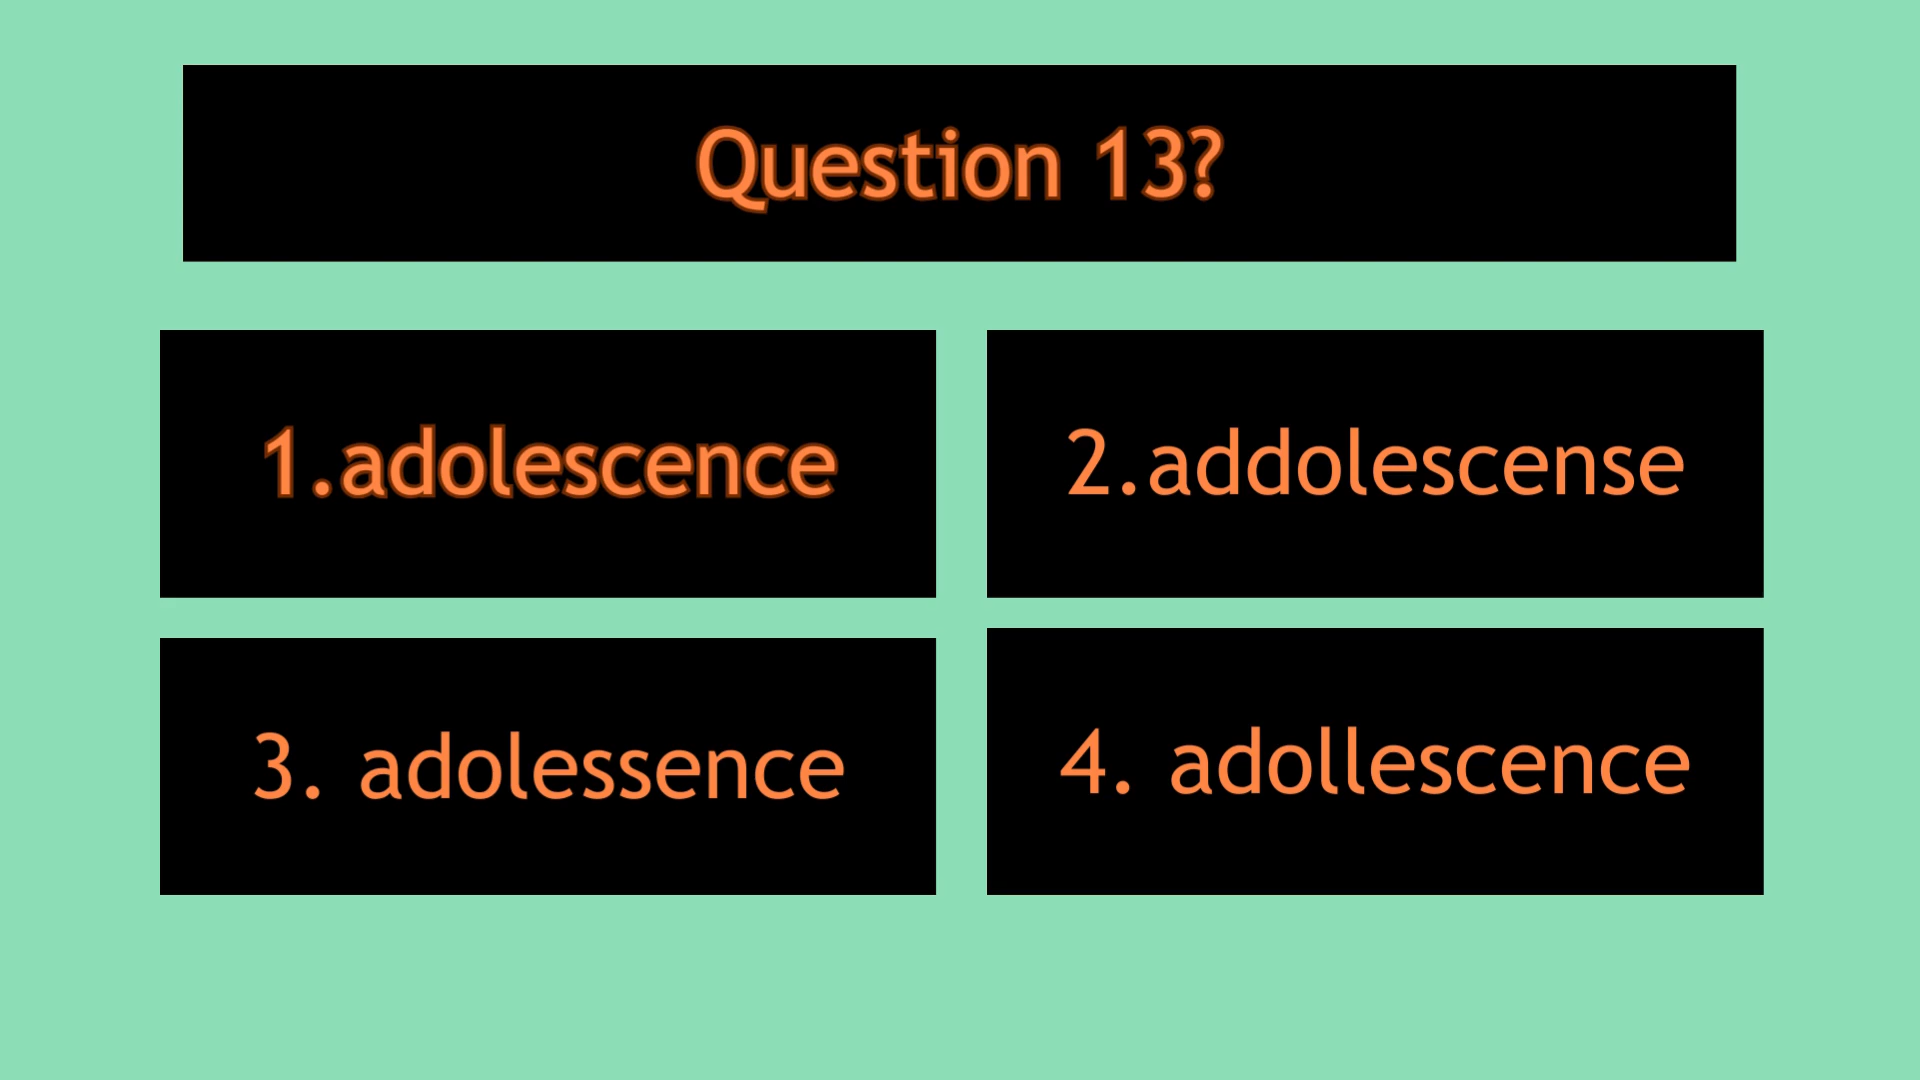 Question 13?
1.adolescence
2.addolescense
3. adolessence
4. adollescence